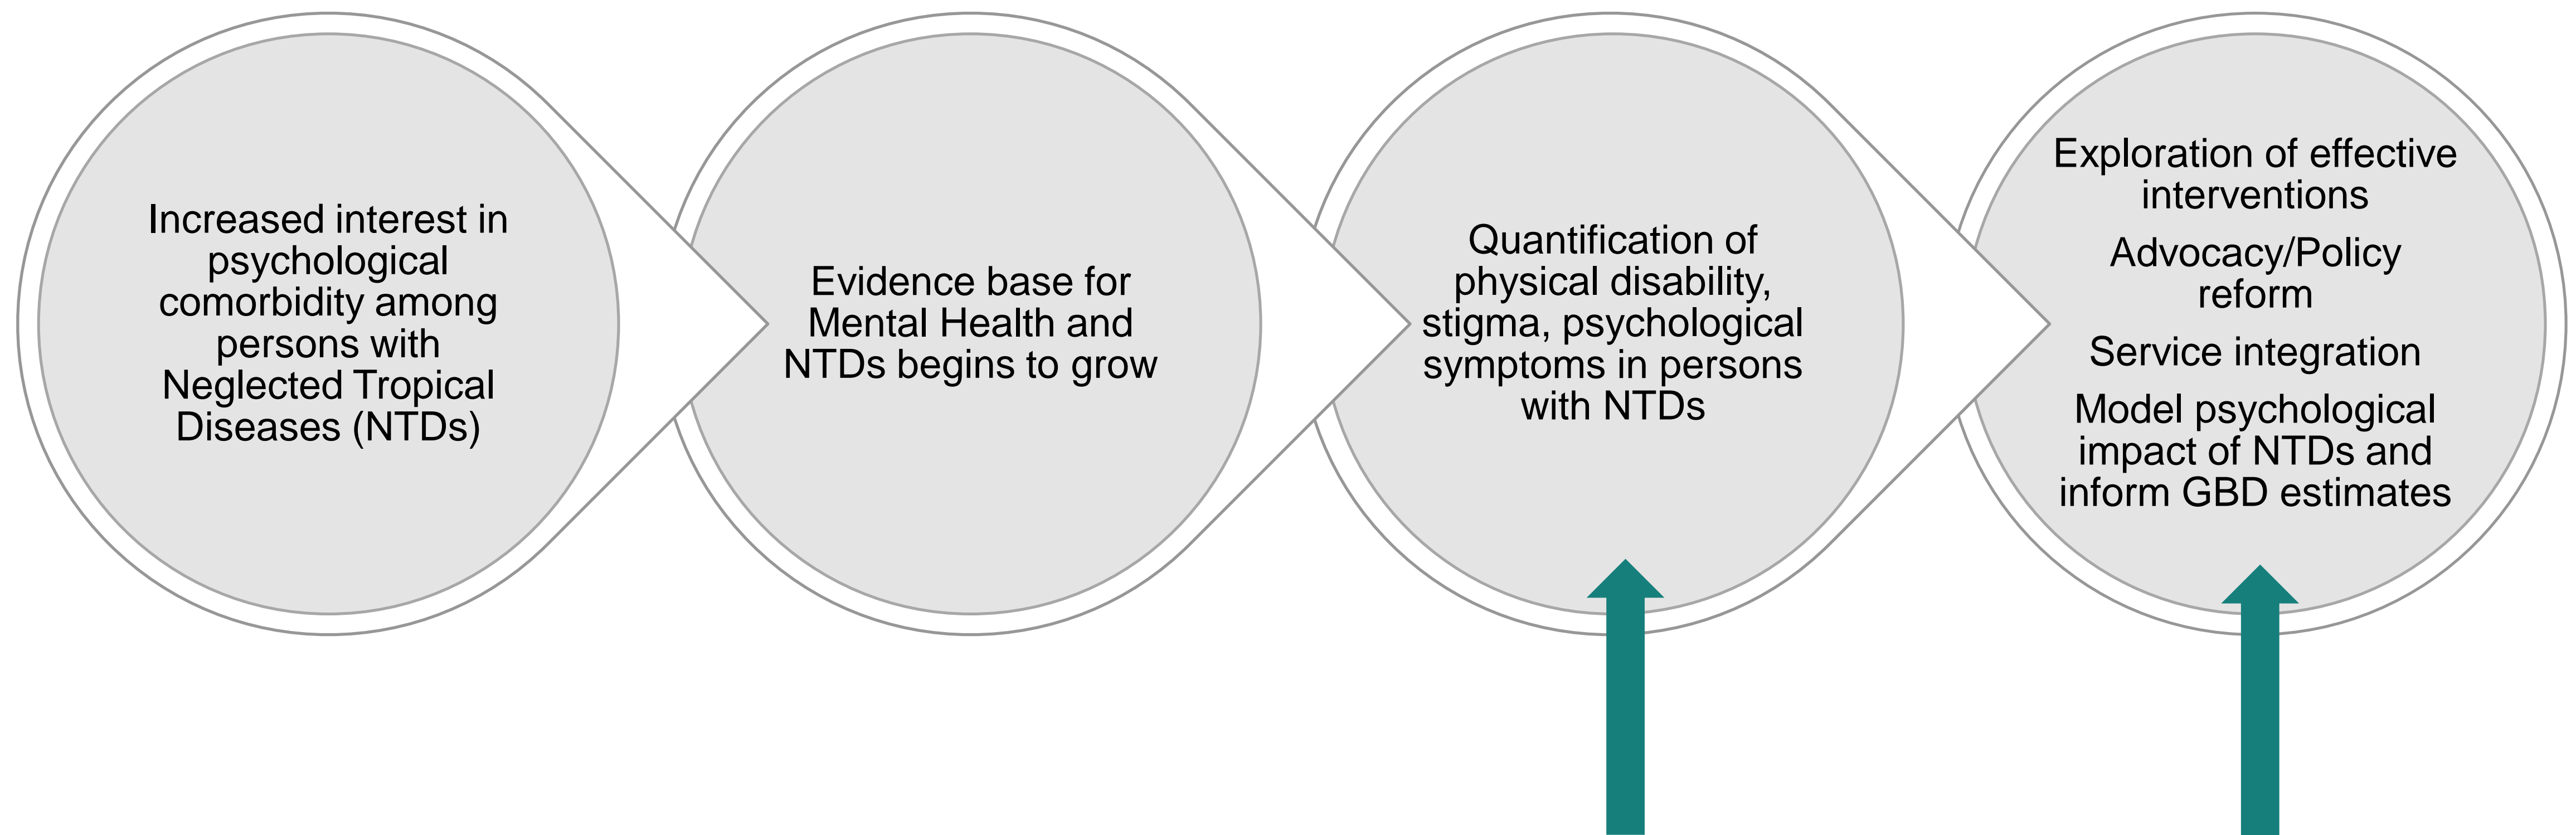 Increased interest in
psychological
comorbidity among
persons with
Neglected Tropical
Diseases (NTDs)
Evidence base for
Mental Health and
NTDs begins to grow
Quantification of
physical disability,
stigma, psychological
symptoms in persons
with NTDs
Exploration of effective
interventions
Advocacy/Policy
reform
Service integration
Model psychological
impact of NTDs and
inform GBD estimates